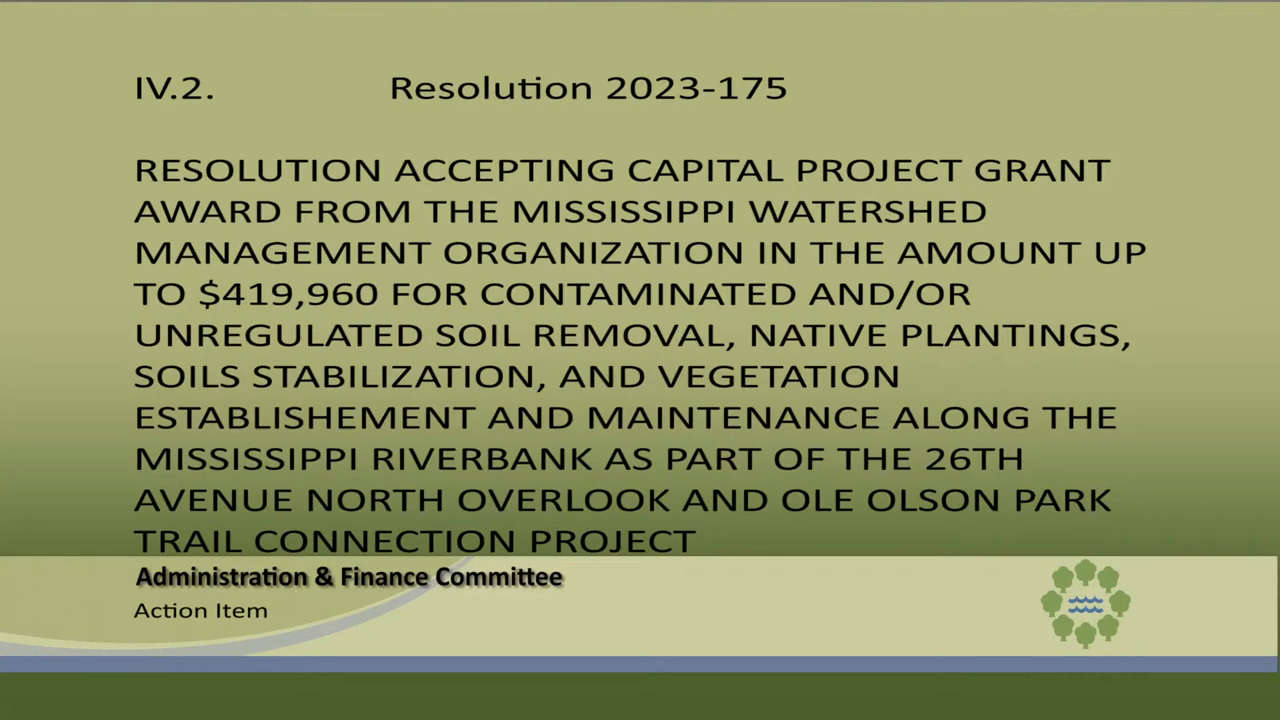 IV.2. Resolution 2023-175
RESOLUTION ACCEPTING CAPITAL PROJECT GRANT
AWARD FROM THE MISSISSIPPI WATERSHED
MANAGEMENT ORGANIZATION IN THE AMOUNT UP
TO $419,960 FOR CONTAMINATED AND/OR
UNREGULATED SOIL REMOVAL, NATIVE PLANTINGS,
SOILS STABILIZATION, AND VEGETATION
ESTABLISHEMENT AND MAINTENANCE ALONG THE
MISSISSIPPI RIVERBANK AS PART OF THE 26TH
AVENUE NORTH OVERLOOK AND OLE OLSON PARK
TRAIL CONNECTION PROJECT
Administration & Finance Committee
Action Item